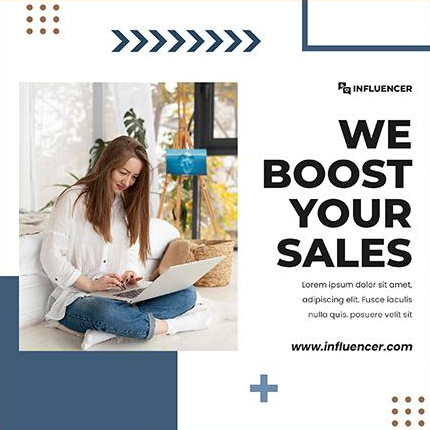 INFLUENCER
WE
BOOST
YOUR
SALES
Lorem ipsum dolor sit amet,
adipiscing elit. Fusce iaculis
nulla quis. posuere velit sit
www.influencer.com